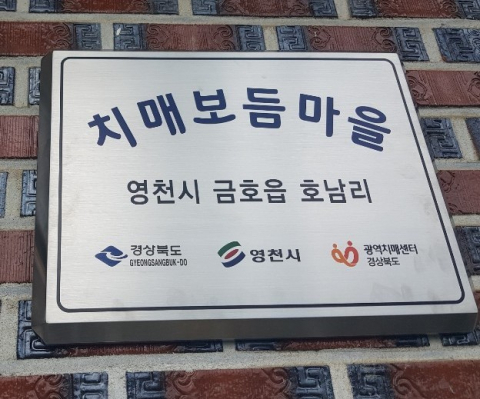 치매보듬마을
영천시 금호읍 호남리
경상북도
GYEONGSANGBUK-DO
영천시
광역치매센터
경상북도